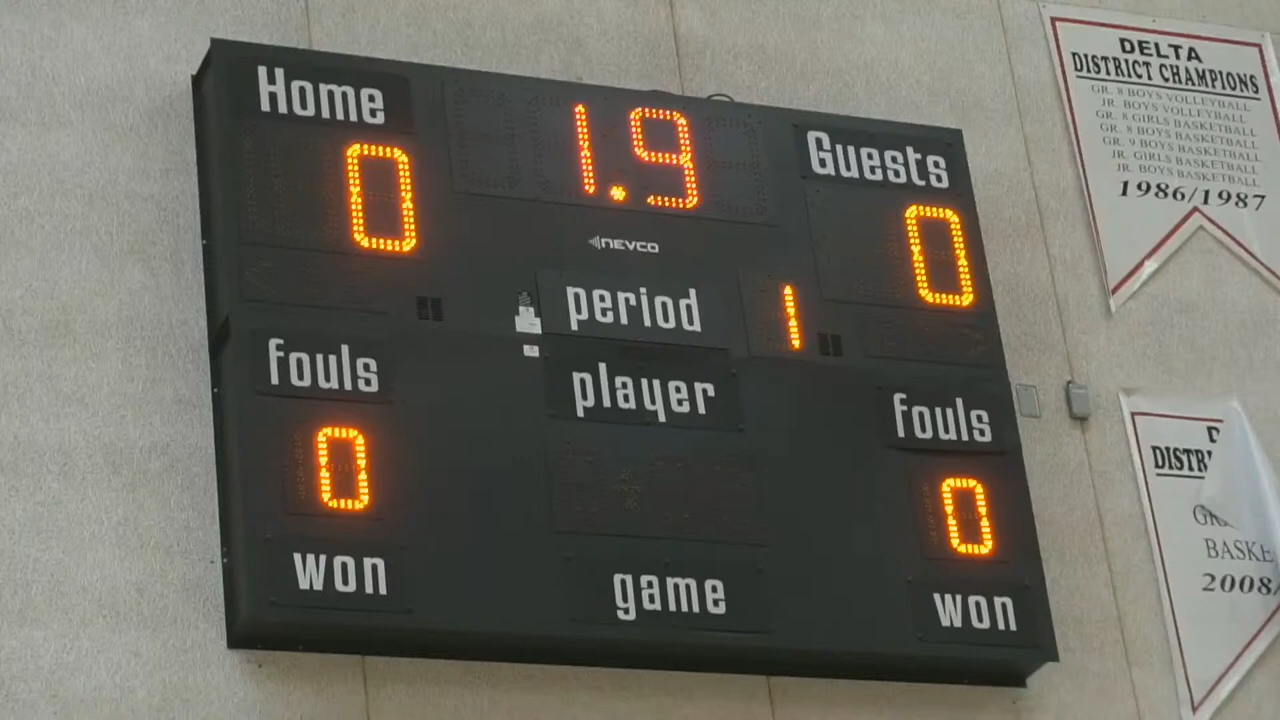 Home
1.9
Guests
0
0
NEVCO
period
1
fouls
player
fouls
0
0
won
game
won
DELTA
DISTRICT CHAMPIONS
GR. 8 BOYS VOLLEYBALL
JR. BOYS VOLLEYBALL
GR. 8 GIRLS BASKETBALL
GR. 8 BOYS BASKETBALL
GR. 9 BOYS BASKETBALL
JR. GIRLS BASKETBALL
JR. BOYS BASKETBALL
1986/1987
D
DISTR
GR
BASKE
2008/